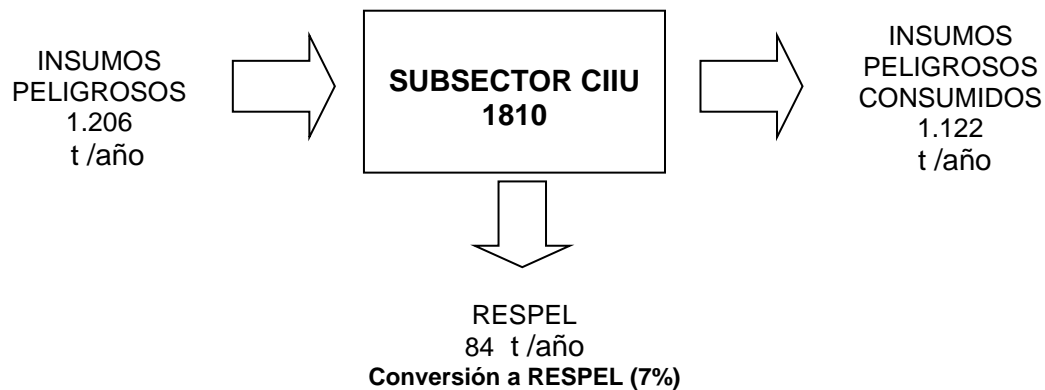 INSUMOS
PELIGROSOS
1.206
t /año
SUBSECTOR CIIU
1810
INSUMOS
PELIGROSOS
CONSUMIDOS
1.122
t /año
RESPEL
84 t /año
Conversión a RESPEL (7%)